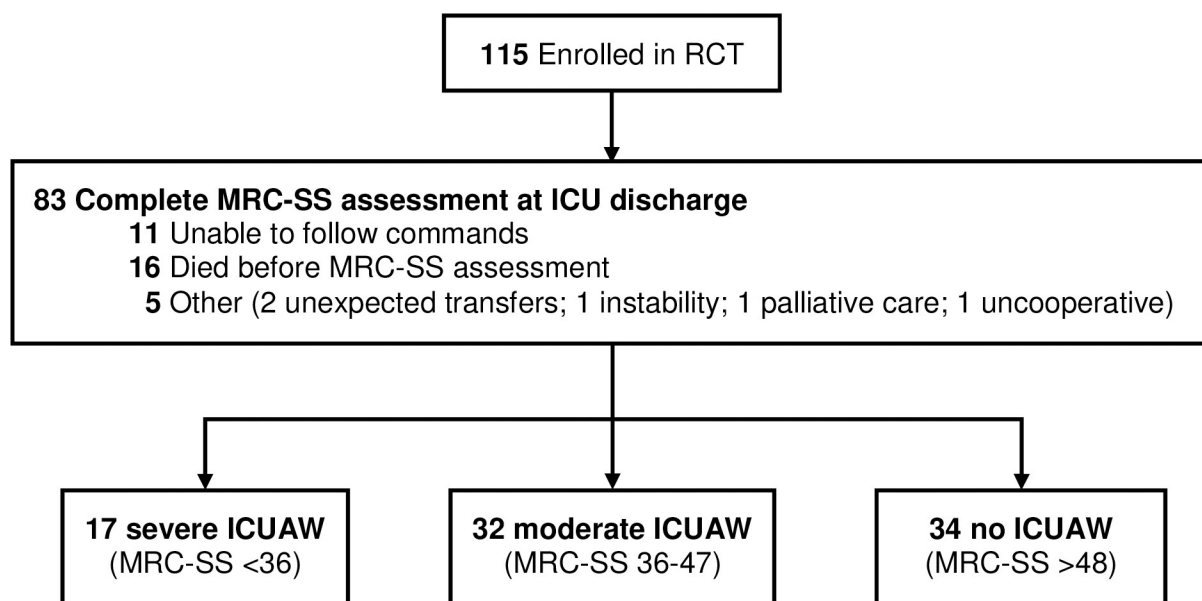 115 Enrolled in RCT
83 Complete MRC-SS assessment at ICU discharge
11 Unable to follow commands
16 Died before MRC-SS assessment
5 Other (2 unexpected transfers; 1 instability; 1 palliative care; 1 uncooperative)
17 severe ICUAW
(MRC-SS <36)
32 moderate ICUAW
(MRC-SS 36-47)
34 no ICUAW
(MRC-SS >48)